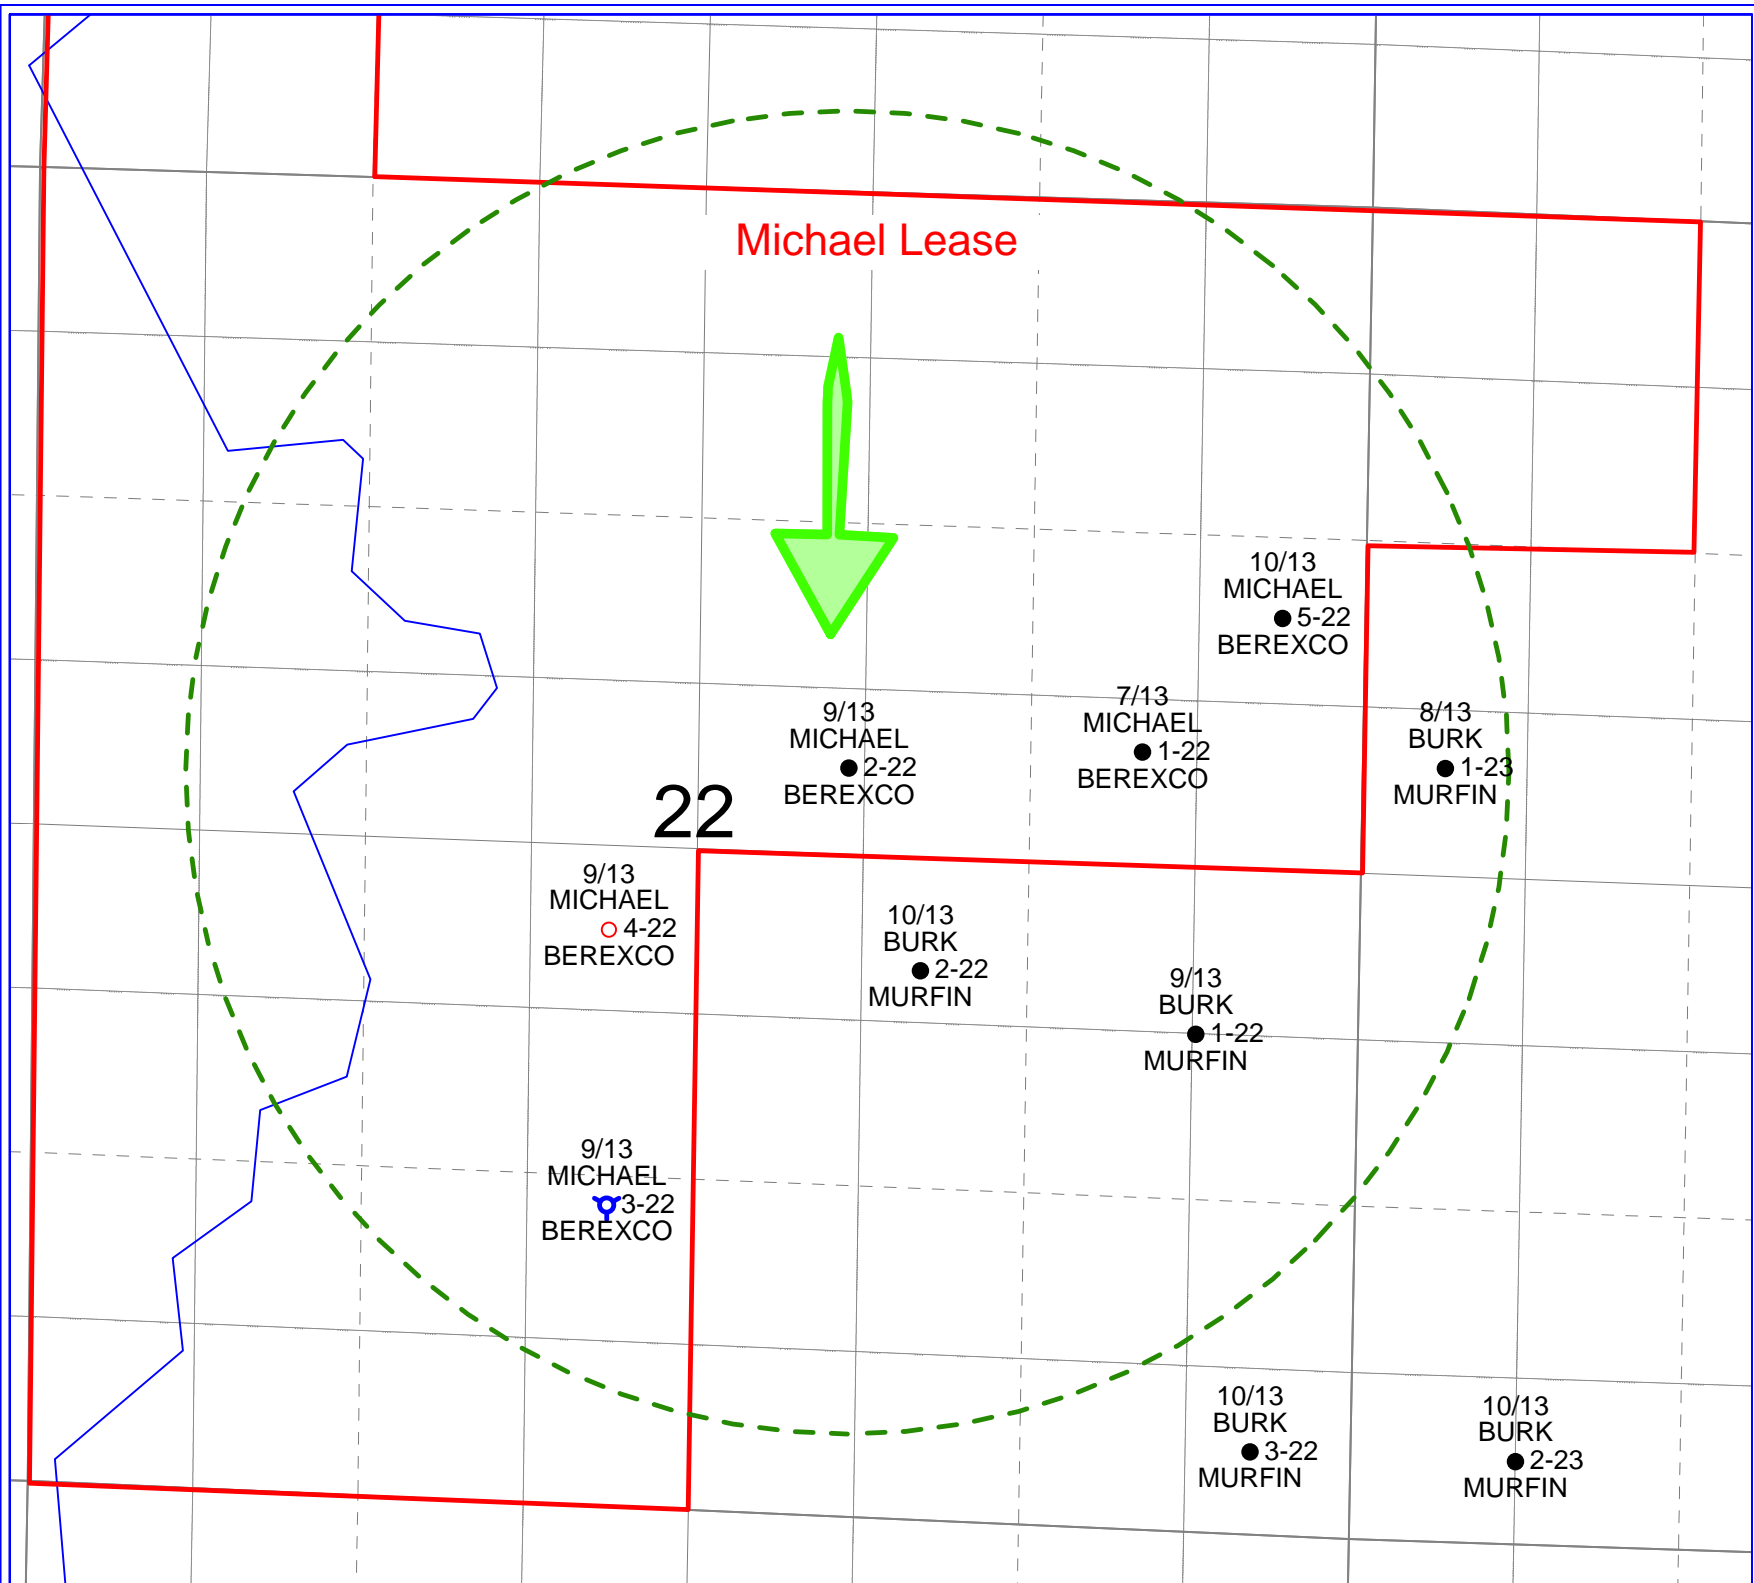 Michael Lease
10/13
MICHAEL
5-22
BEREXCO
7/13
MICHAEL
1-22
BEREXCO
9/13
MICHAEL
2-22
BEREXCO
8/13
BURK
1-23
MURFIN
22
9/13
MICHAEL
4-22
BEREXCO
10/13
BURK
2-22
MURFIN
9/13
BURK
1-22
MURFIN
9/13
MICHAEL
3-22
BEREXCO
10/13
BURK
3-22
MURFIN
10/13
BURK
2-23
MURFIN